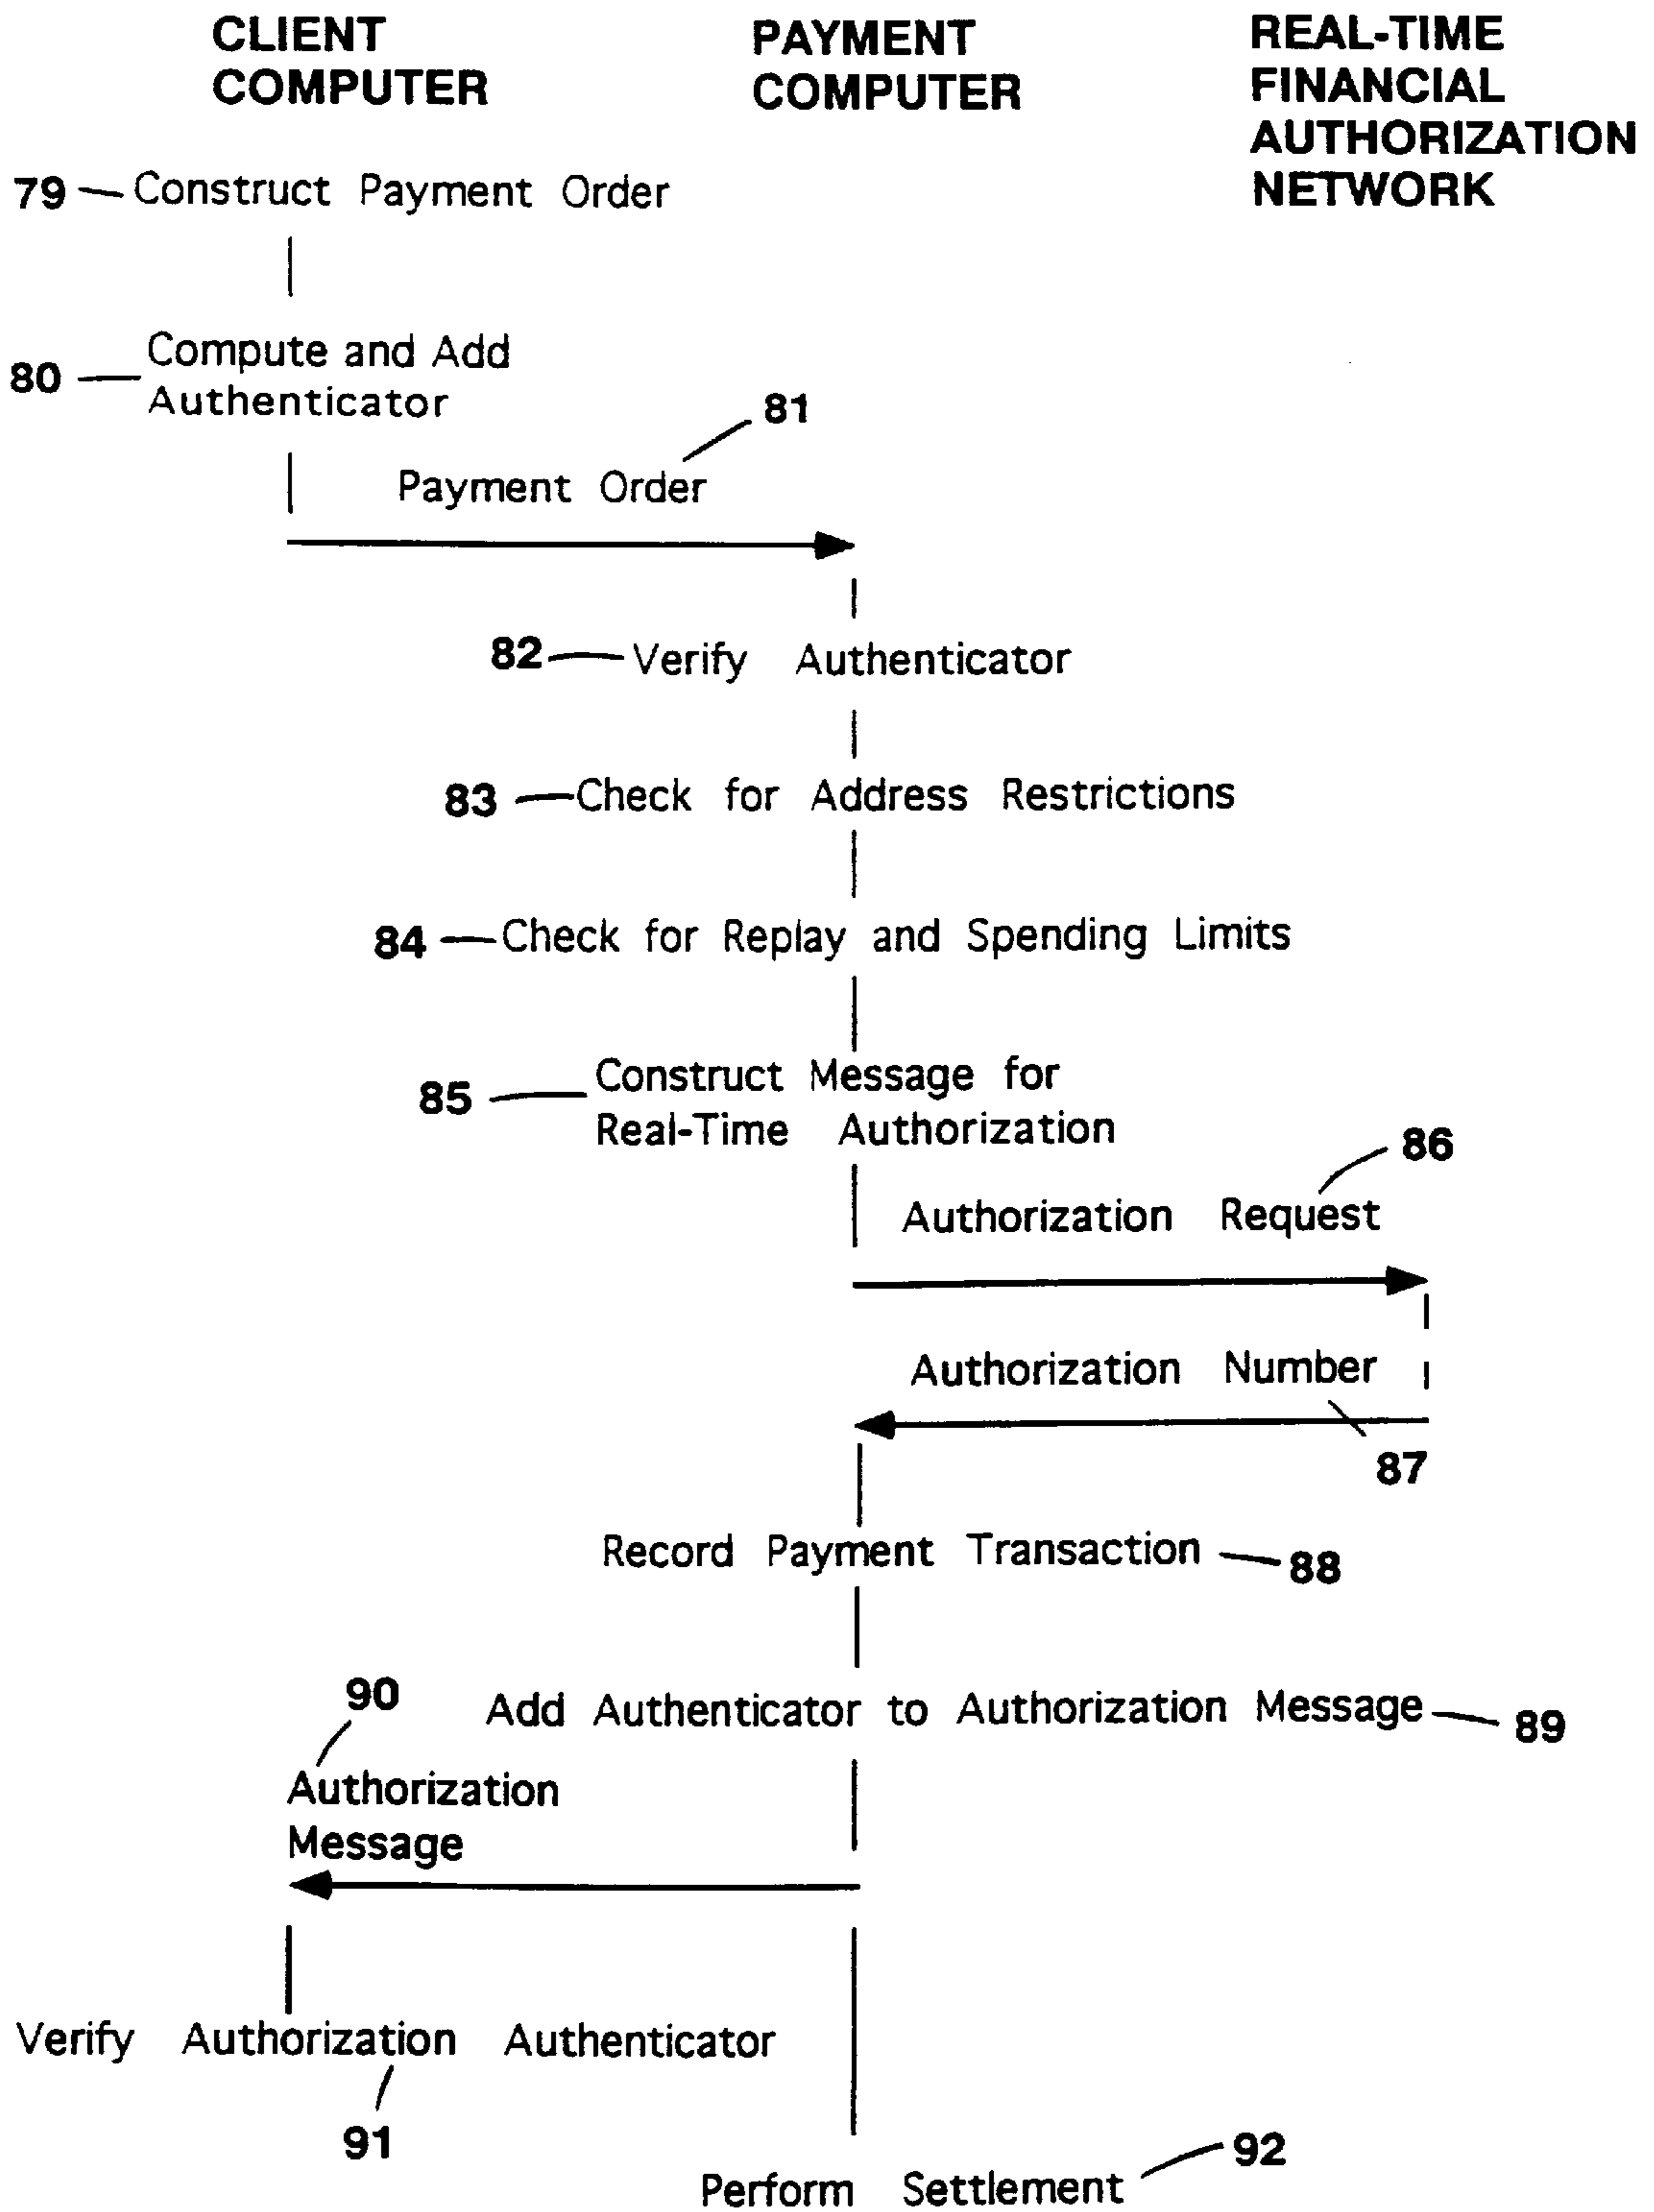 CLIENT
COMPUTER
PAYMENT
COMPUTER
REAL-TIME
FINANCIAL
AUTHORIZATION
NETWORK
79 Construct Payment Order
80 Compute and Add
Authenticator
81
Payment Order
82 Verify Authenticator
83 Check for Address Restrictions
84 Check for Replay and Spending Limits
85 Construct Message for
Real-Time Authorization
86
Authorization Request
Authorization Number
87
Record Payment Transaction 88
Add Authenticator to Authorization Message 89
90
Authorization
Message
Verify Authorization Authenticator
91
92
Perform Settlement